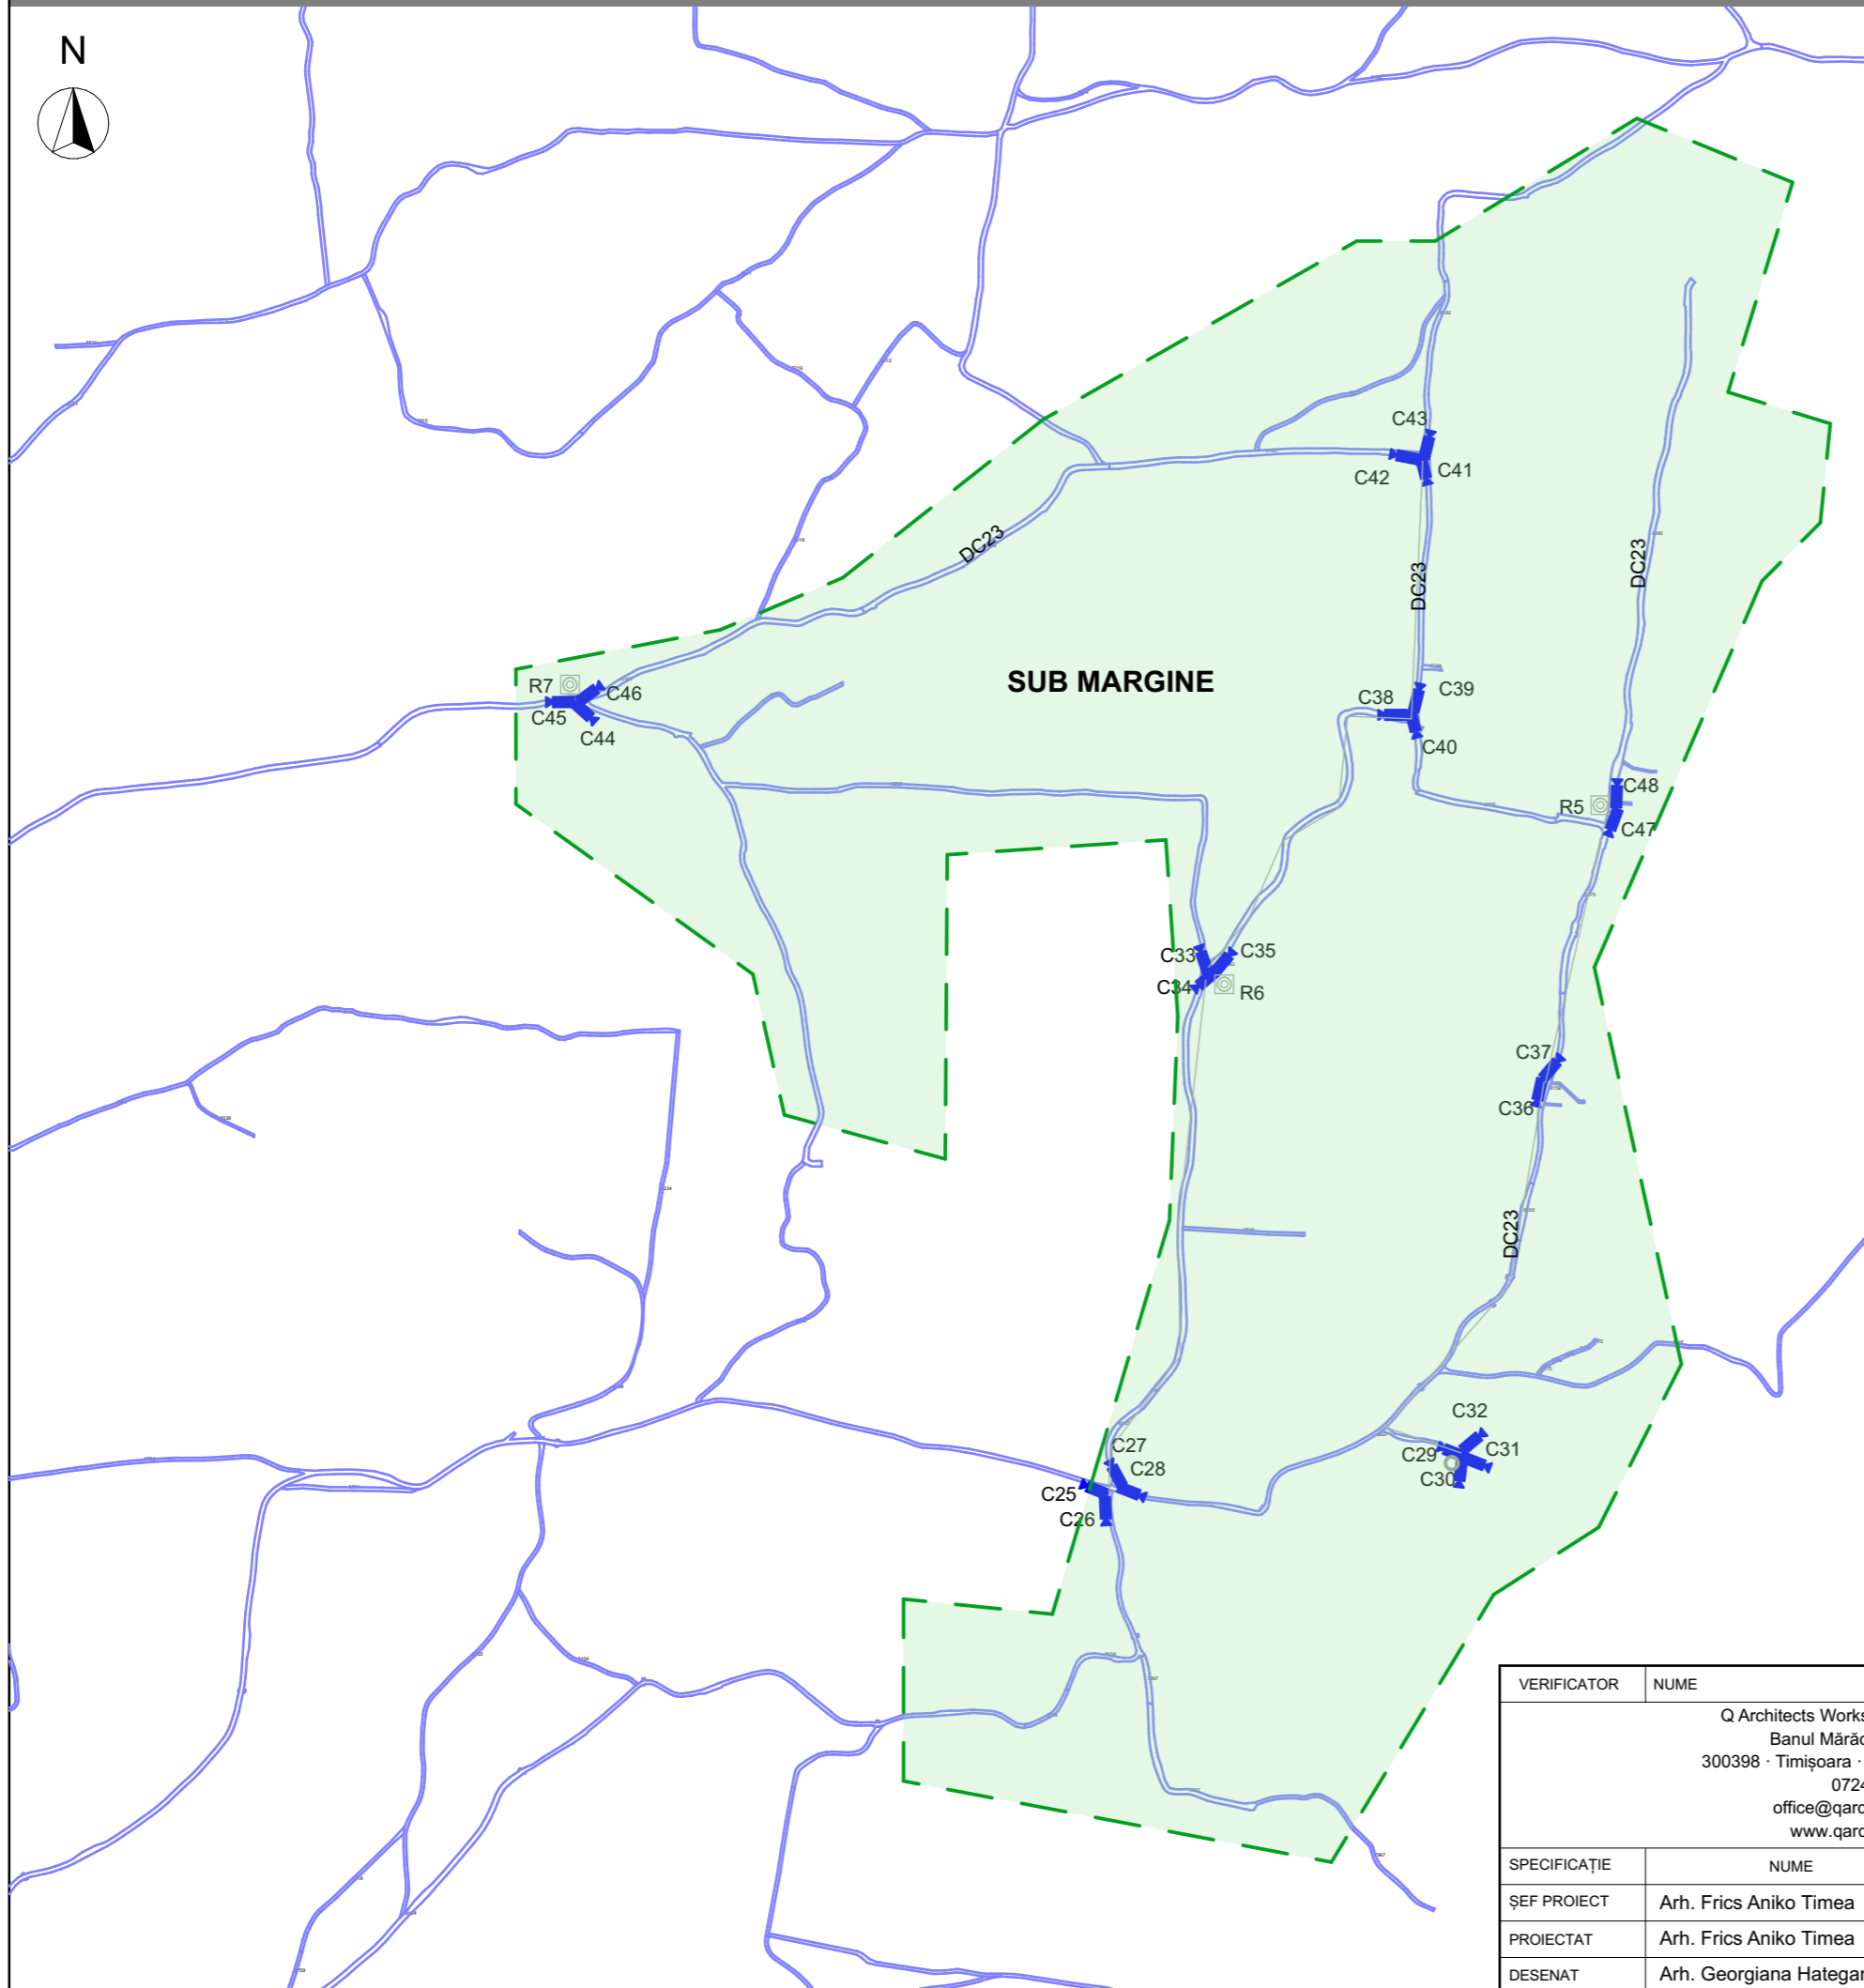 N
C43
C42
C41
DC23
DC23
DC23
SUB MARGINE
R7
C46
C45
C44
C38
C39
C40
C48
R5
C47
C33
C35
C34
R6
C37
C36
DC23
C32
C27
C29
C31
C28
C30
C25
C26
VERIFICATOR NUME
Q Architects Works
Banul Mărăc
300398 · Timișoara ·
0724
office@qarc
www.qarc
SPECIFICAȚIE NUME
ȘEF PROIECT Arh. Frics Aniko Timea
PROIECTAT Arh. Frics Aniko Timea
DESENAT Arh. Georgiana Hategan